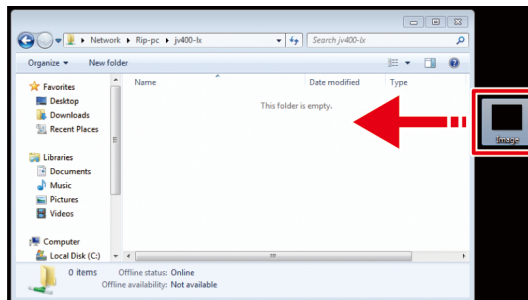 Network ▸ Rip-pc ▸ jv400-lx
Search jv400-lx
Organize New folder
Name Date modified Type
This folder is empty.
Favorites
Desktop
Downloads
Recent Places
Libraries
Documents
Music
Pictures
Videos
Computer
Local Disk (C:)
Image
0 items Offline status: Online
Offline availability: Not available